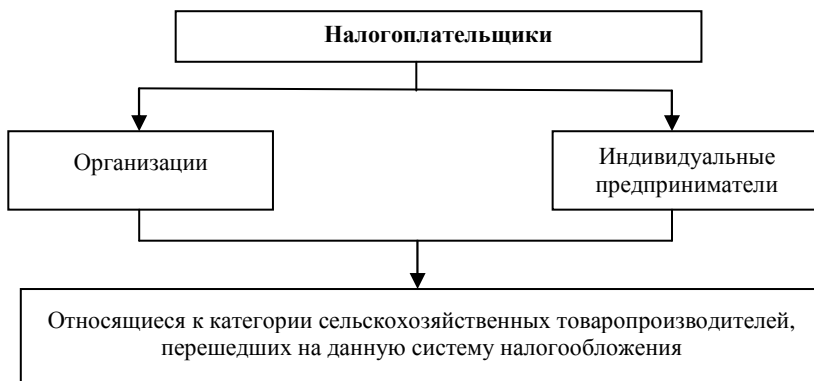 Налогоплательщики
Организации
Индивидуальные
предприниматели
Относящиеся к категории сельскохозяйственных товаропроизводителей,
перешедших на данную систему налогообложения